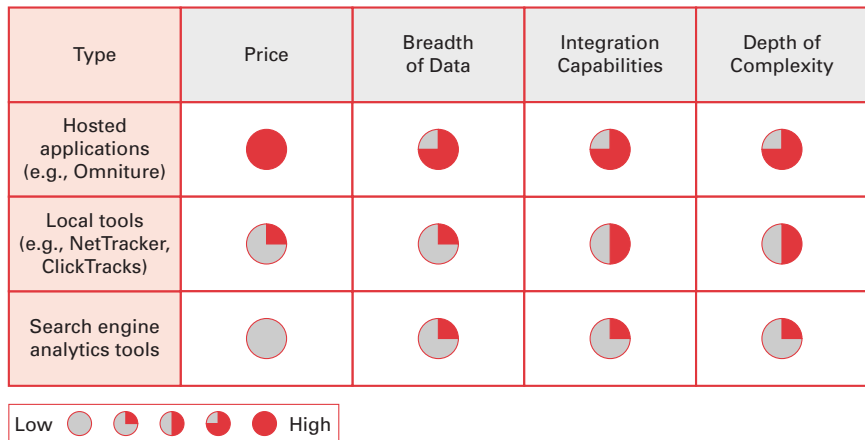 Type
Price
Breadth
of Data
Integration
Capabilities
Depth of
Complexity
Hosted
applications
(e.g., Omniture)
Local tools
(e.g., NetTracker,
ClickTracks)
Search engine
analytics tools
Low
High